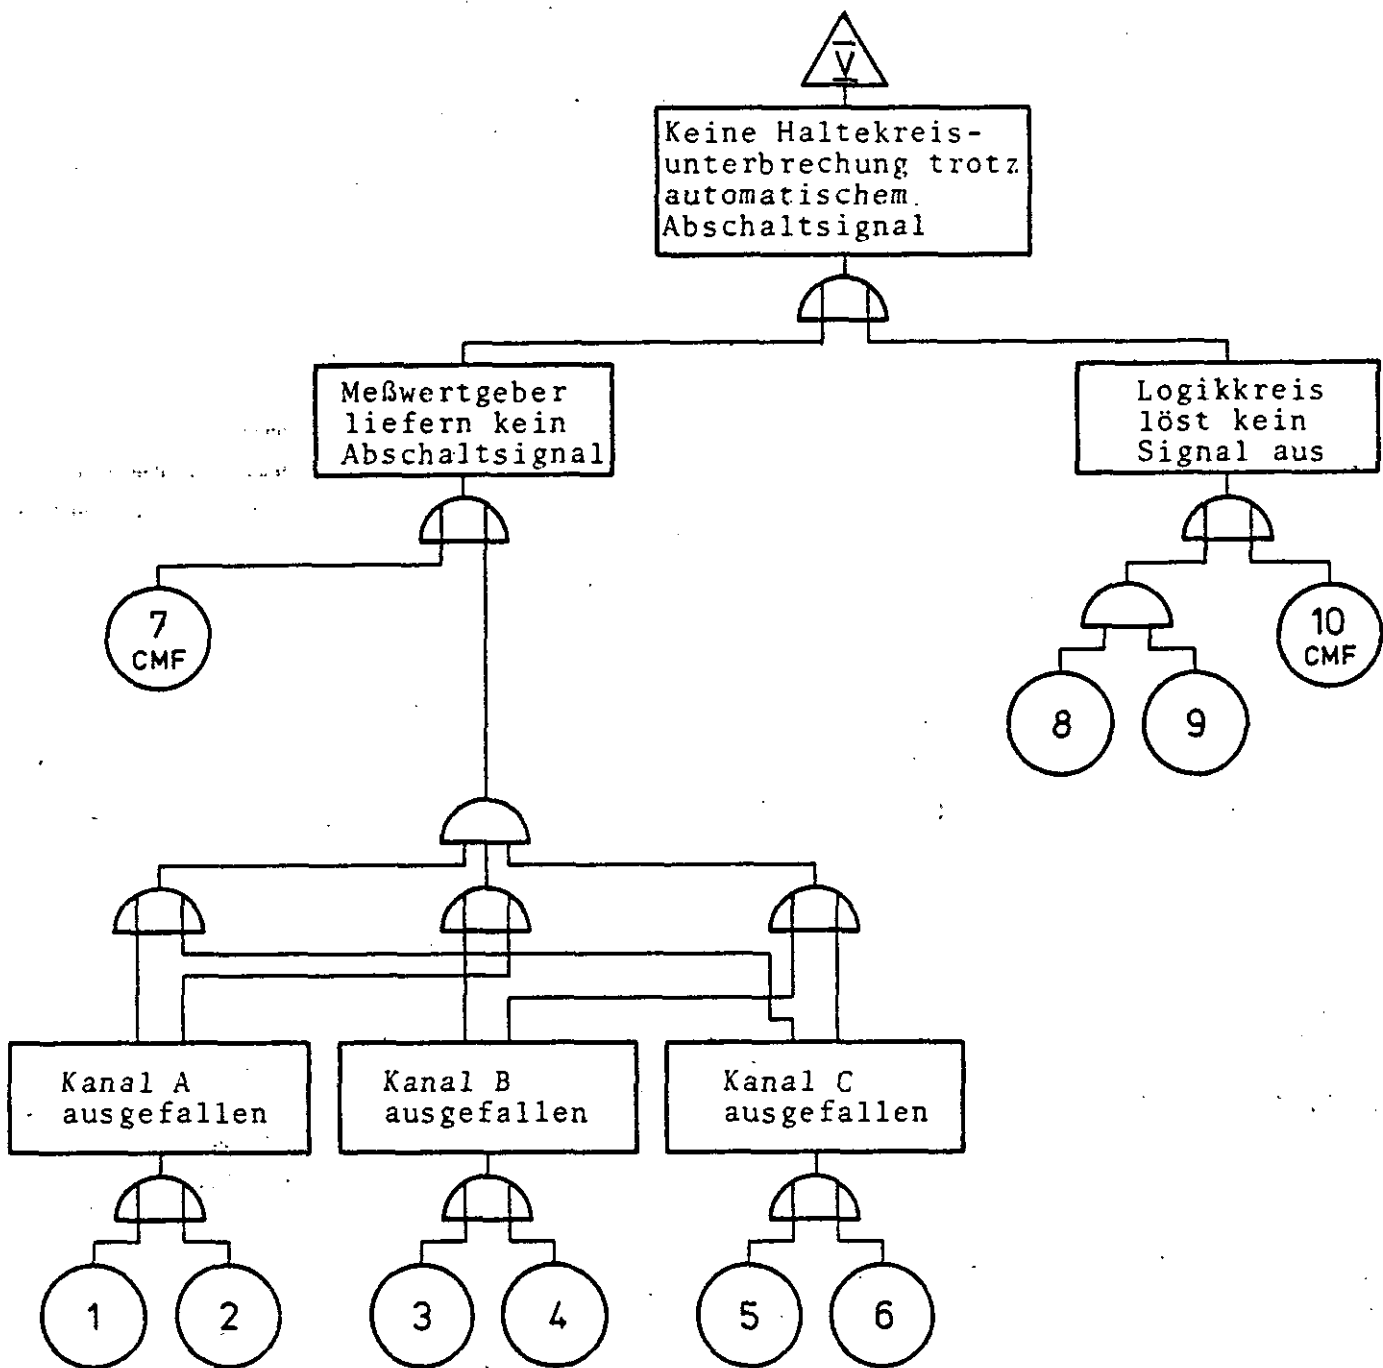 V
Keine Haltekreis-
unterbrechung trotz
automatischem
Abschaltsignal
Meßwertgeber
liefern kein
Abschaltsignal
Logikkreis
löst kein
Signal aus
7
CMF
10
CMF
8
9
Kanal A
ausgefallen
Kanal B
ausgefallen
Kanal C
ausgefallen
1
2
3
4
5
6